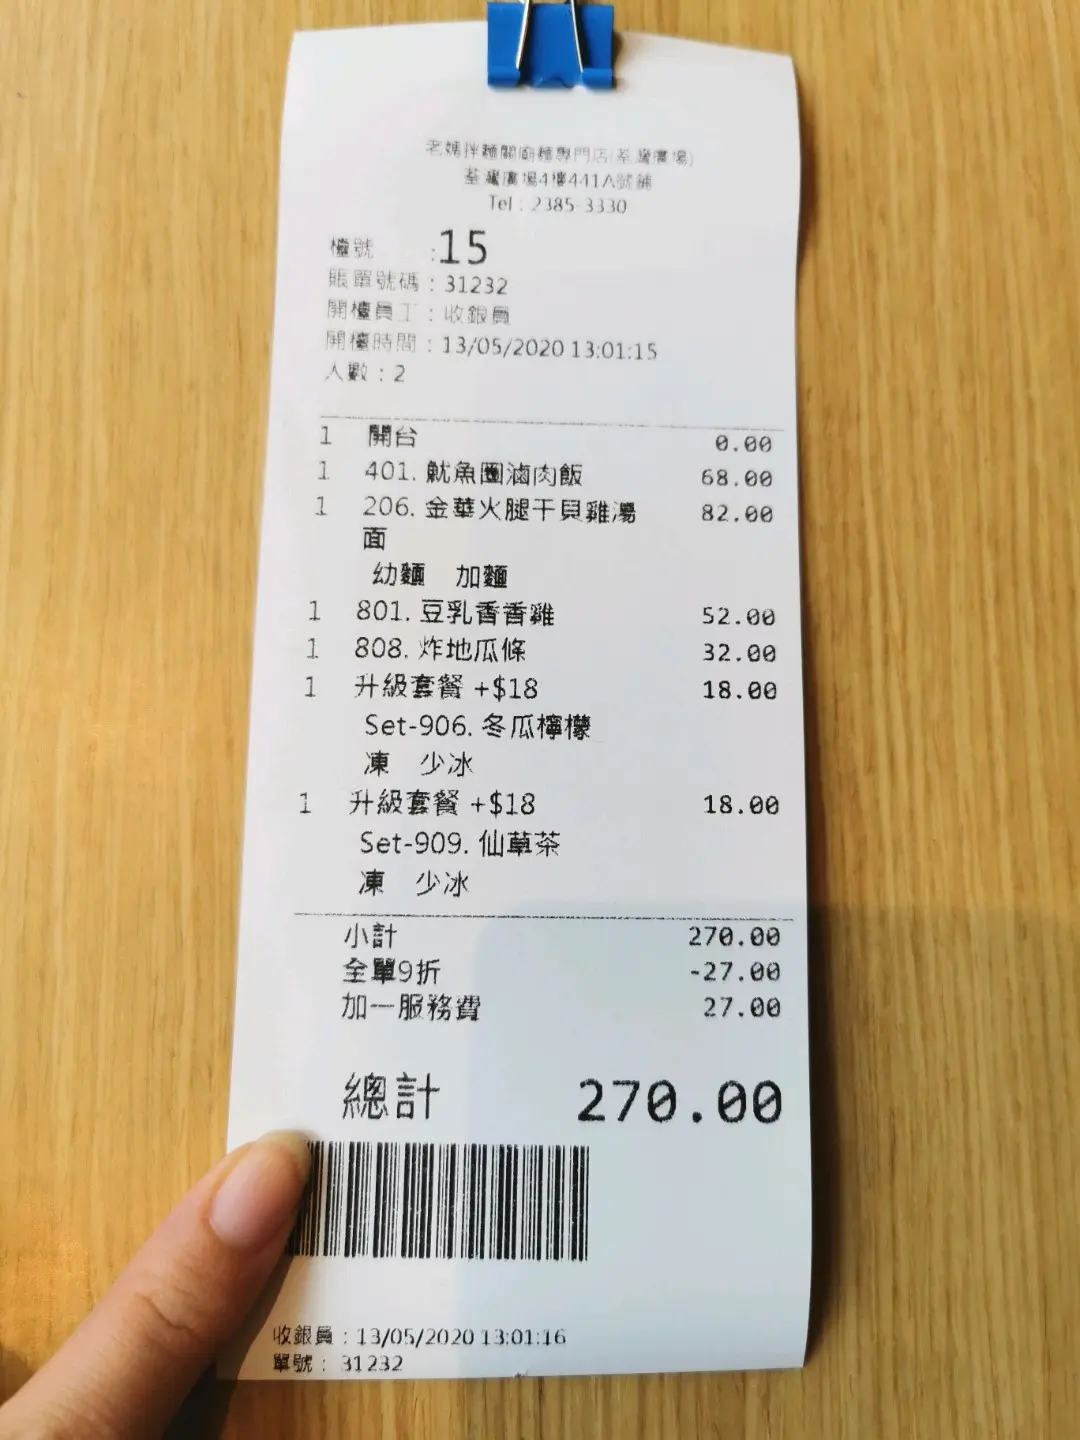 老媽拌麵關廟麵專門店(荃灣廣場)
荃灣廣場4樓441A號鋪
Tel : 2385-3330
檯號 :15
賬單號碼 : 31232
開檯員工 : 收銀員
開檯時間 : 13/05/2020 13:01:15
人數 : 2
1 開台 0.00
1 401. 魷魚圈滷肉飯 68.00
1 206. 金華火腿干貝雞湯 82.00
面
幼麵 加麵
1 801. 豆乳香香雞 52.00
1 808. 炸地瓜條 32.00
1 升級套餐 +$18 18.00
Set-906. 冬瓜檸檬
凍 少冰
1 升級套餐 +$18 18.00
Set-909. 仙草茶
凍 少冰
小計 270.00
全單9折 -27.00
加一服務費 27.00
總計 270.00
收銀員 : 13/05/2020 13:01:16
單號 : 31232